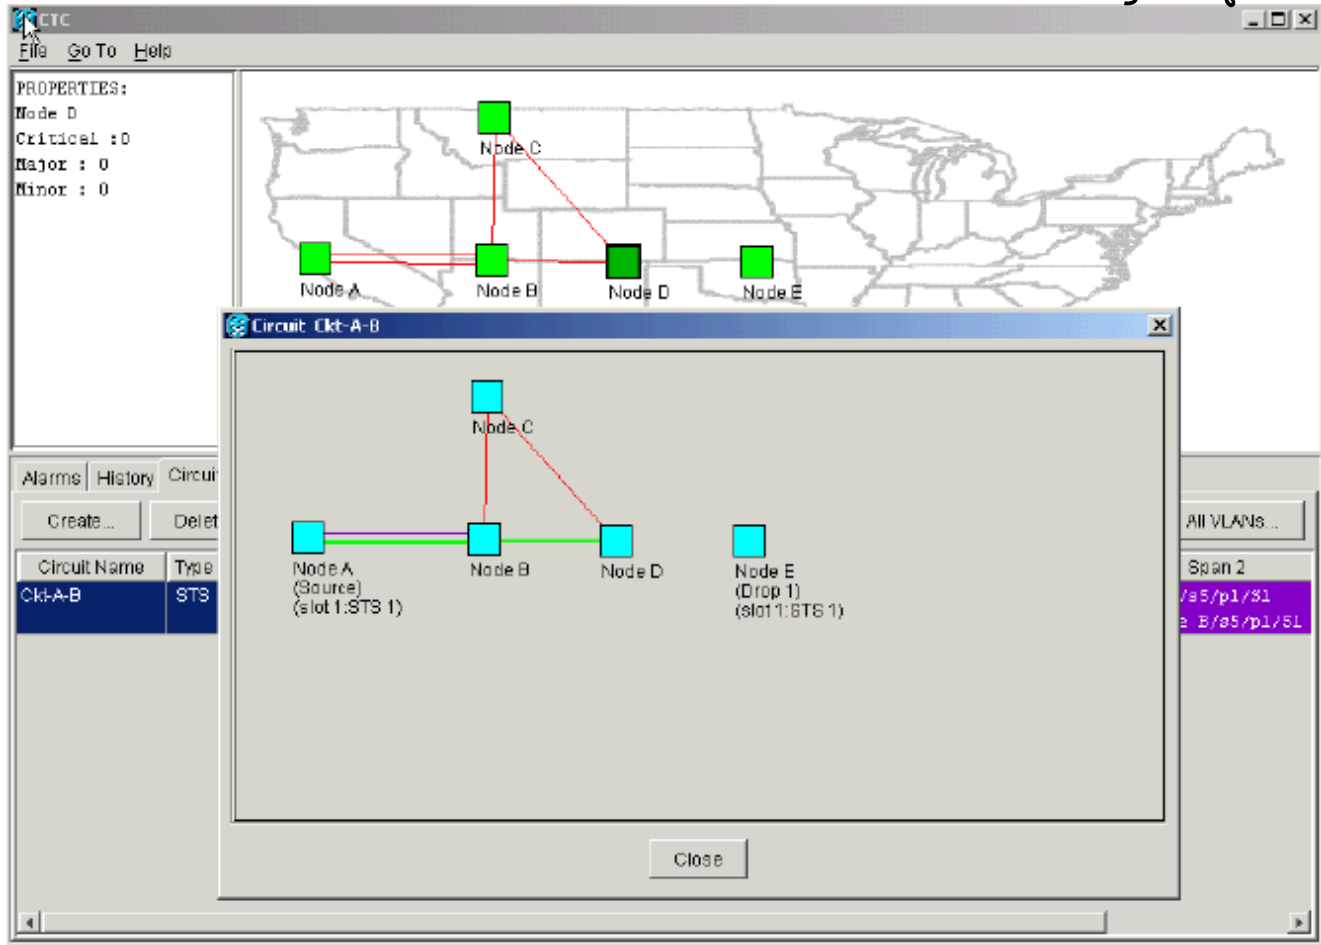 CTC
File Go To Help
PROPERTIES:
Node D
Critical :0
Major : 0
Minor : 0
Node C
Node A
Node B
Node D
Node E
Circuit Ckt-A-B
Node C
Node A
(Source)
(slot 1:STS 1)
Node B
Node D
Node E
(Drop 1)
(slot 1:STS 1)
Close
Alarms History Circui
Create... Delet
All VLANs...
Circuit Name Type
Span 2
Ckt-A-B STS
/s5/p1/S1
e B/s5/p1/S1